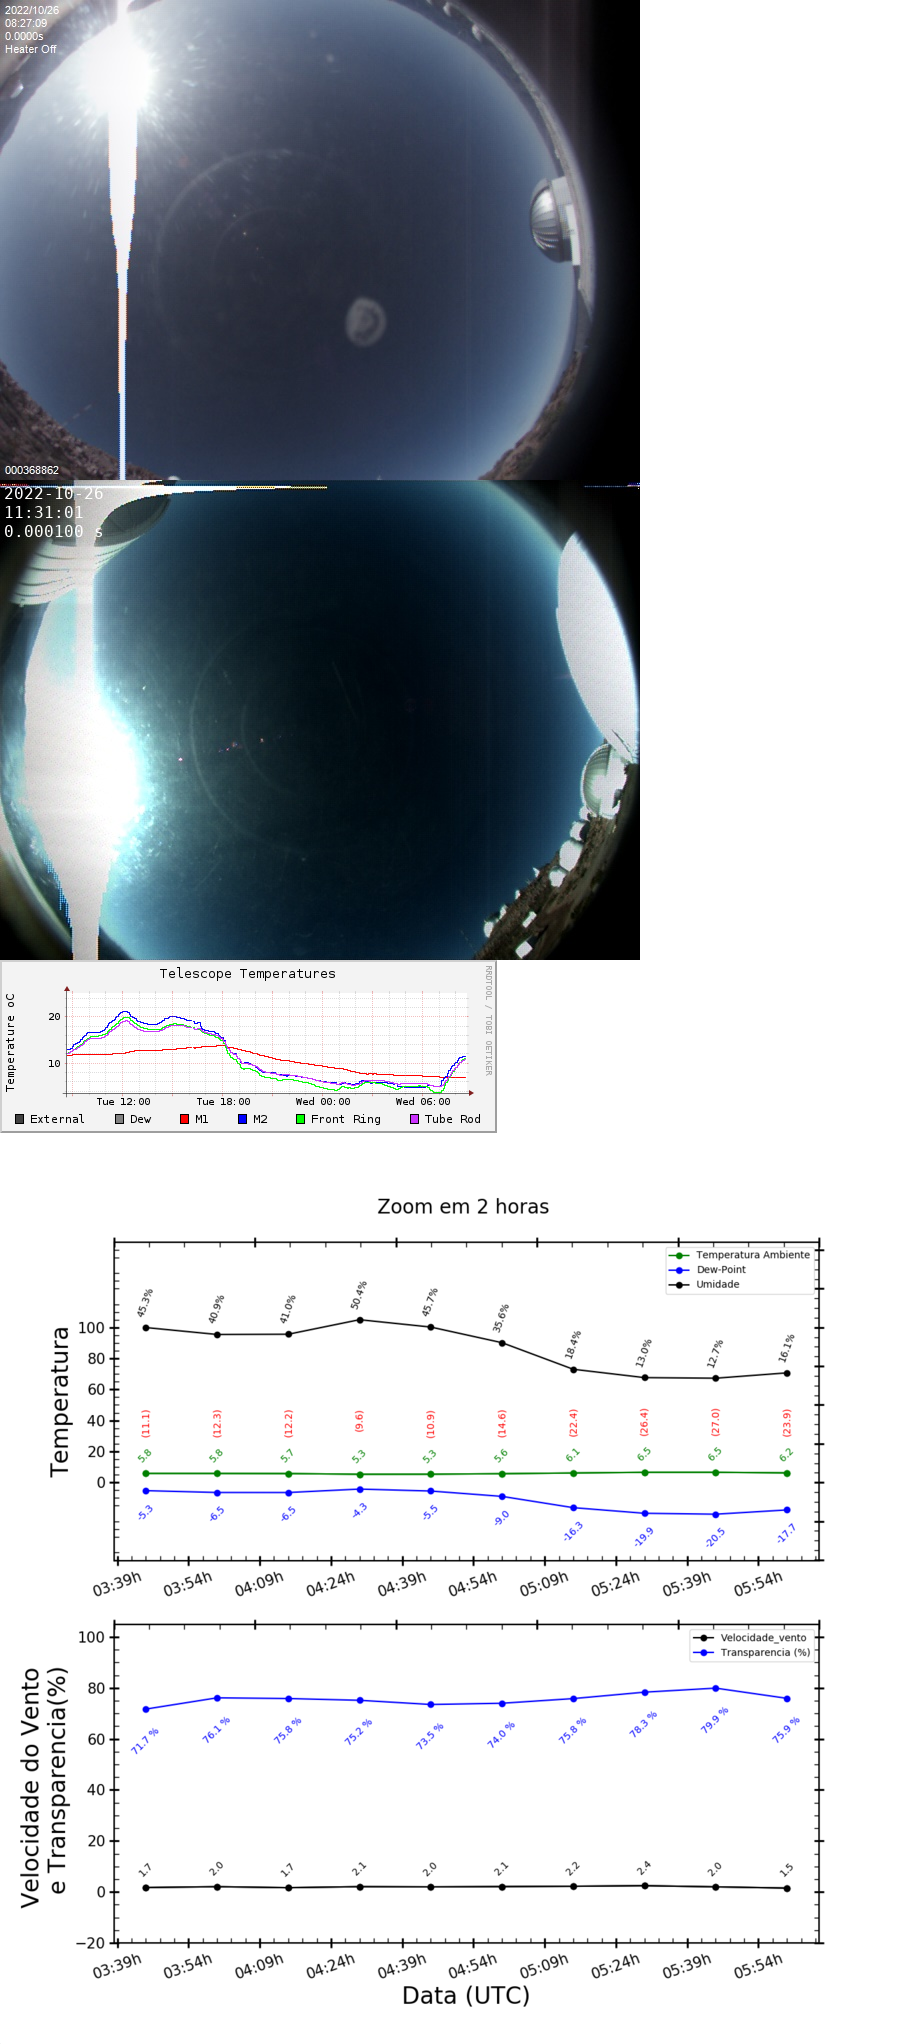 2022/10/26
08:27:09
0.0000s
Heater Off
000368862
2022-10-26
11:31:01
0.000100 s
Telescope Temperatures
RRDTOOL / TOBI OETIKER
Temperature oC
20
10
Tue 12:00 Tue 18:00 Wed 00:00 Wed 06:00
External Dew M1 M2 Front Ring Tube Rod
Zoom em 2 horas
Temperatura Ambiente
Dew-Point
Umidade
Temperatura
100
80
60
40
20
0
45.3% 40.9% 41.0% 50.4% 45.7% 35.6% 18.4% 13.0% 12.7% 16.1%
(11.1) (12.3) (12.2) (9.6) (10.9) (14.6) (22.4) (26.4) (27.0) (23.9)
5.8 5.8 5.7 5.3 5.3 5.6 6.1 6.5 6.5 6.2
-5.3 -6.5 -6.5 -4.3 -5.5 -9.0 -16.3 -19.9 -20.5 -17.7
03:39h 03:54h 04:09h 04:24h 04:39h 04:54h 05:09h 05:24h 05:39h 05:54h
Velocidade_vento
Transparencia (%)
Velocidade do Vento
e Transparencia(%)
100
80
60
40
20
0
−20
71.7 % 76.1 % 75.8 % 75.2 % 73.5 % 74.0 % 75.8 % 78.3 % 79.9 % 75.9 %
1.7 2.0 1.7 2.1 2.0 2.1 2.2 2.4 2.0 1.5
03:39h 03:54h 04:09h 04:24h 04:39h 04:54h 05:09h 05:24h 05:39h 05:54h
Data (UTC)